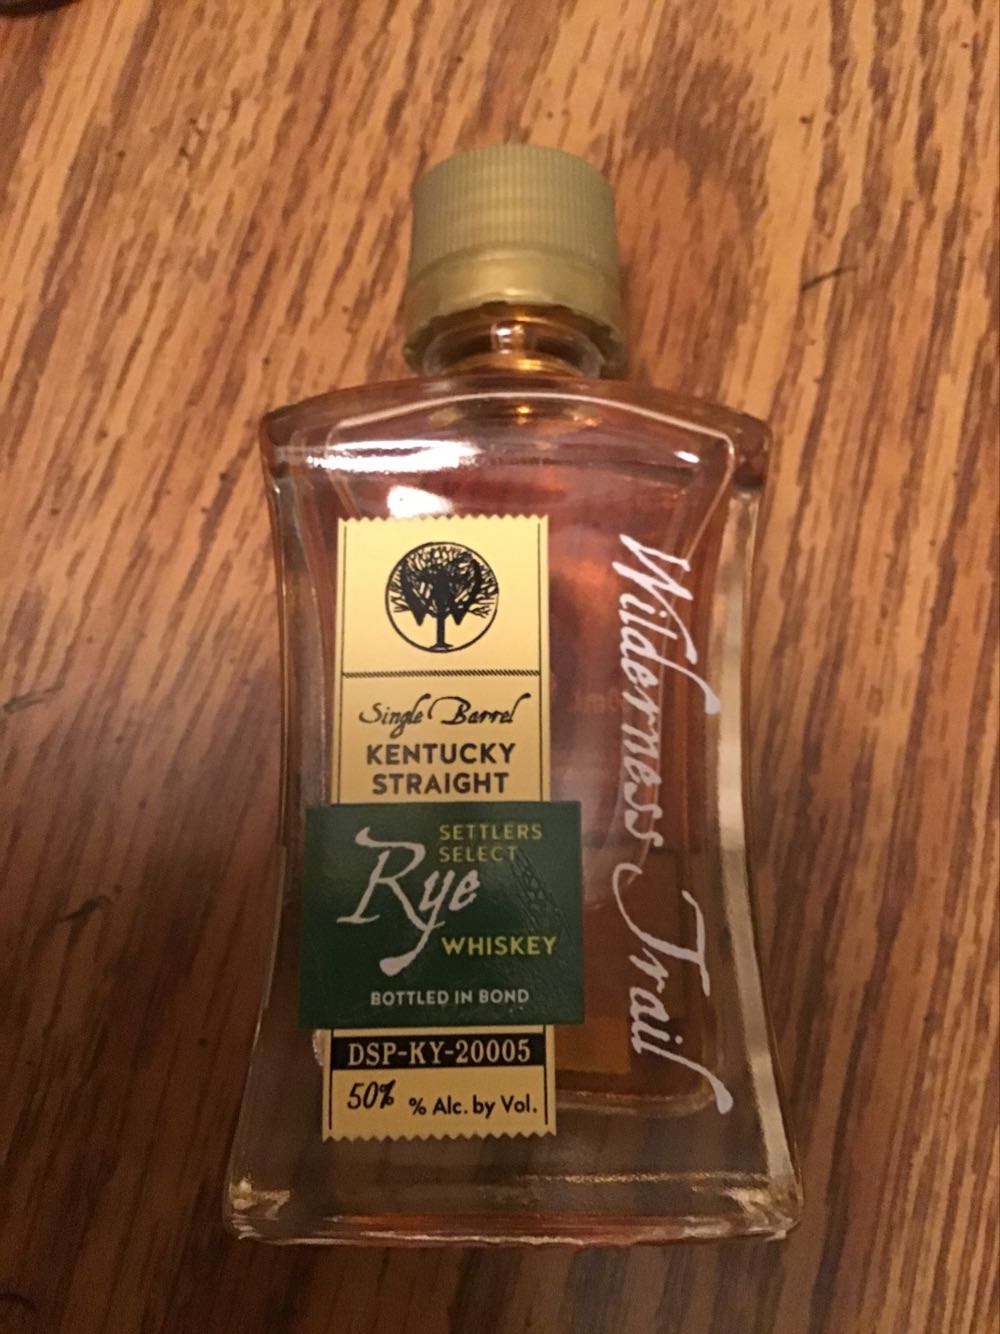 Single Barrel
KENTUCKY
STRAIGHT
SETTLERS
SELECT
Rye
WHISKEY
BOTTLED IN BOND
DSP-KY-20005
50% % Alc. by Vol.
Wilderness Trail